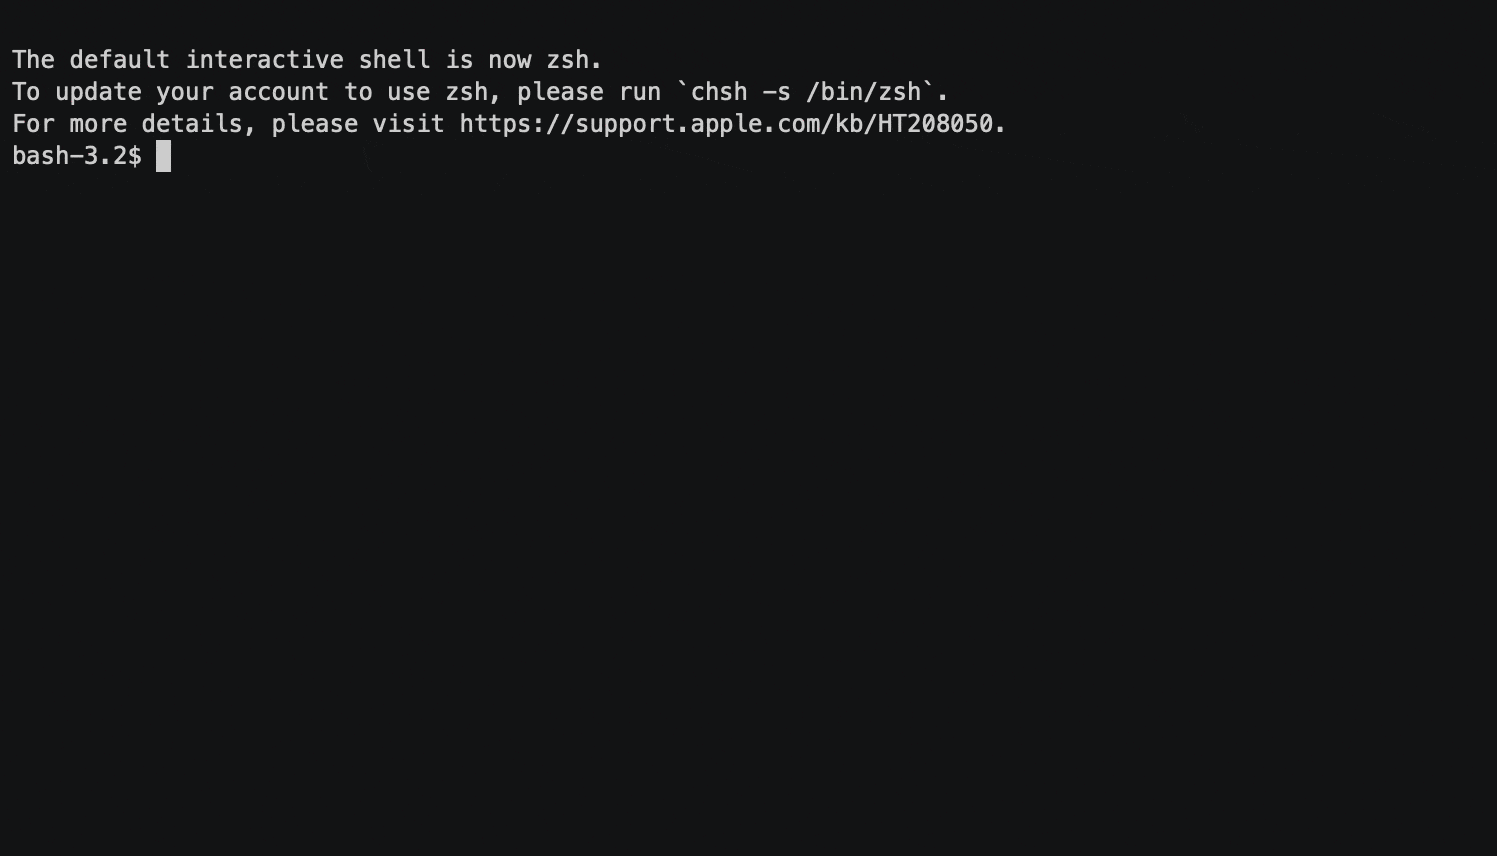 The default interactive shell is now zsh.
To update your account to use zsh, please run `chsh -s /bin/zsh`.
For more details, please visit https://support.apple.com/kb/HT208050.
bash-3.2$